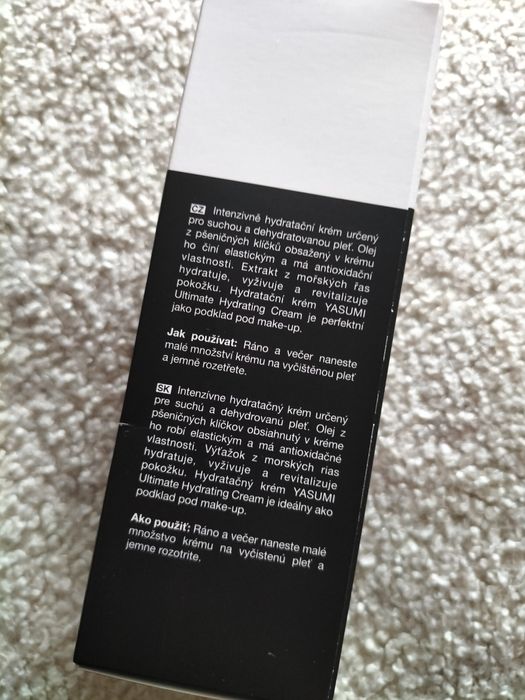 CZ Intenzivně hydratační krém určený
pro suchou a dehydratovanou pleť. Olej
z pšeničných klíčků obsažený v krému
ho činí elastickým a má antioxidační
vlastnosti. Extrakt z mořských řas
hydratuje, vyživuje a revitalizuje
pokožku. Hydratační krém YASUMI
Ultimate Hydrating Cream je perfektní
jako podklad pod make-up.
Jak používat: Ráno a večer naneste
malé množství krému na vyčištěnou pleť
a jemně rozetřete.
SK Intenzívne hydratačný krém určený
pre suchú a dehydrovanú pleť. Olej z
pšeničných klíčkov obsiahnutý v kréme
ho robí elastickým a má antioxidačné
vlastnosti. Výťažok z morských rias
hydratuje, vyživuje a revitalizuje
pokožku. Hydratačný krém YASUMI
Ultimate Hydrating Cream je ideálny ako
podklad pod make-up.
Ako použiť: Ráno a večer naneste malé
množstvo krému na vyčistenú pleť a
jemne rozotrite.